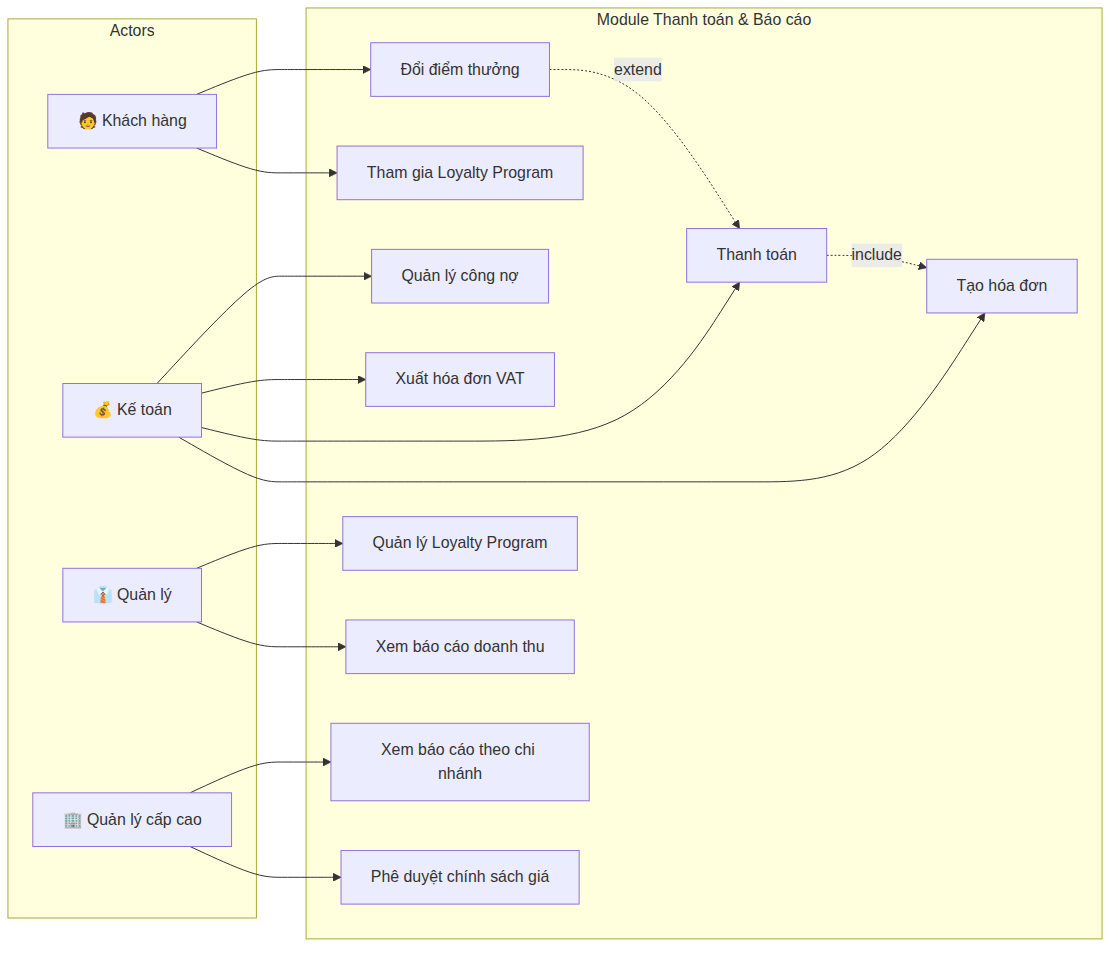 Actors
🧑 Khách hàng
💰 Kế toán
👔 Quản lý
🏢 Quản lý cấp cao
Module Thanh toán & Báo cáo
Đổi điểm thưởng
extend
Tham gia Loyalty Program
Thanh toán
include
Tạo hóa đơn
Quản lý công nợ
Xuất hóa đơn VAT
Quản lý Loyalty Program
Xem báo cáo doanh thu
Xem báo cáo theo chi
nhánh
Phê duyệt chính sách giá